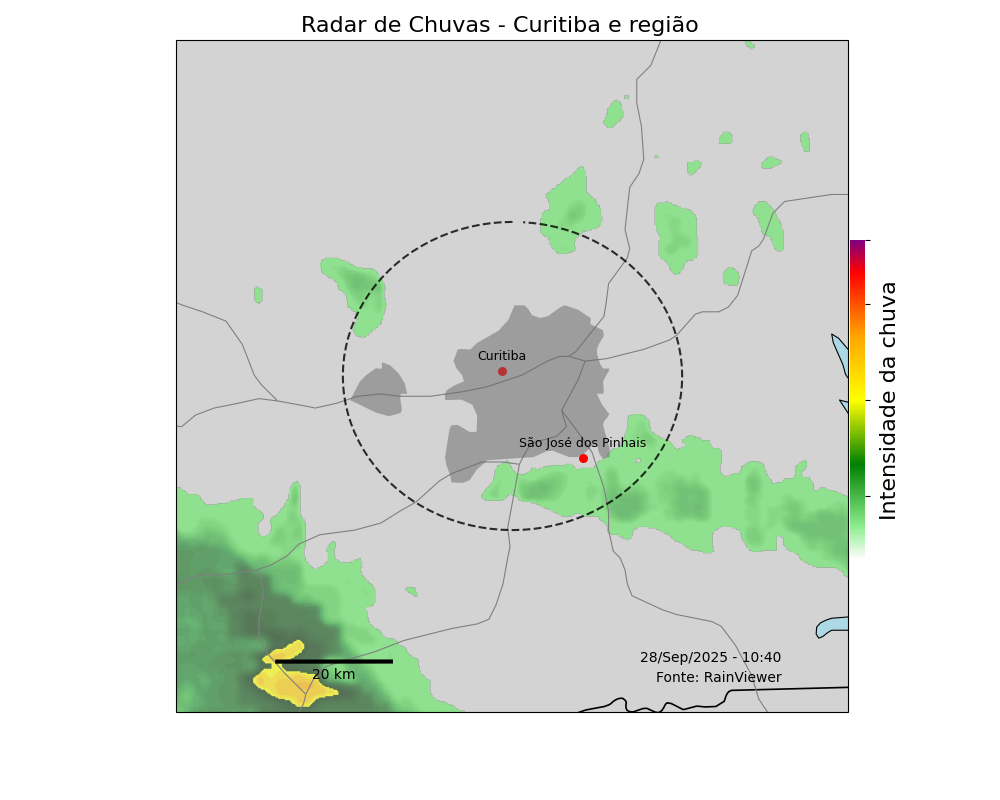 Radar de Chuvas - Curitiba e região
Curitiba
São José dos Pinhais
Intensidade da chuva
28/Sep/2025 - 10:40
20 km
Fonte: RainViewer